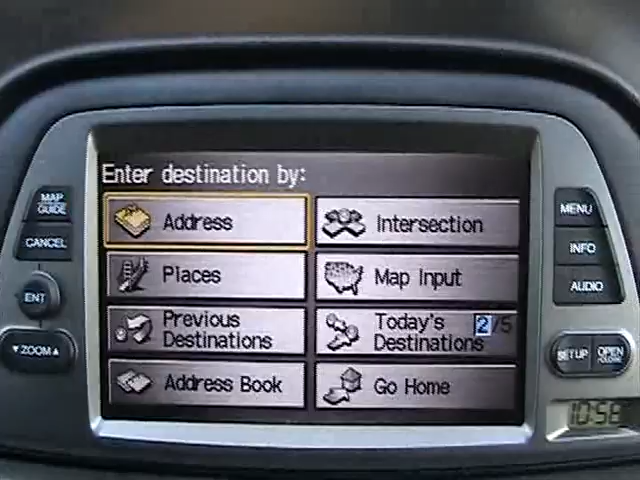 Enter destination by:
Address
Intersection
Places
Map Input
Previous
Destinations
Today's 2/5
Destinations
Address Book
Go Home
MAP
GUIDE
CANCEL
ENT
▼ZOOM▲
MENU
INFO
AUDIO
SETUP
OPEN
10:56